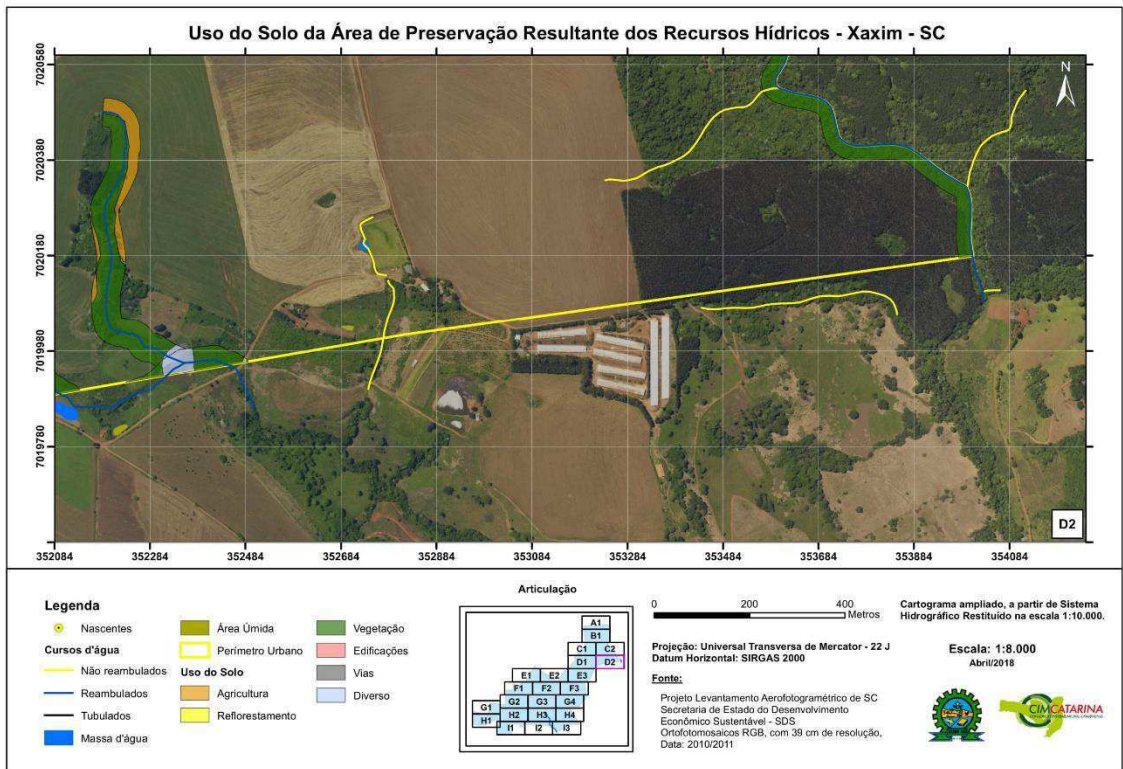 Uso do Solo da Área de Preservação Resultante dos Recursos Hídricos - Xaxim - SC
N
7020580
7020380
7020180
7019980
7019780
D2
352084 352284 352484 352684 352884 353084 353284 353484 353684 353884 354084
Legenda
Nascentes
Cursos d'água
Não reambulados
Reambulados
Tubulados
Massa d'água
Área Úmida
Perímetro Urbano
Uso do Solo
Agricultura
Reflorestamento
Vegetação
Edificações
Vias
Diverso
Articulação
A1
B1
C1 C2
D1 D2
E1 E2 E3
F1 F2 F3
G1 G2 G3 G4
H1 H2 H3 H4
I1 I2 I3
0 200 400
Metros
Projeção: Universal Transversa de Mercator - 22 J
Datum Horizontal: SIRGAS 2000
Fonte:
Projeto Levantamento Aerofotogramétrico de SC
Secretaria de Estado do Desenvolvimento
Econômico Sustentável - SDS
Ortofotomosaicos RGB, com 39 cm de resolução,
Data: 2010/2011
Cartograma ampliado, a partir de Sistema
Hidrográfico Restituído na escala 1:10.000.
Escala: 1:8.000
Abril/2018
CIMCATARINA